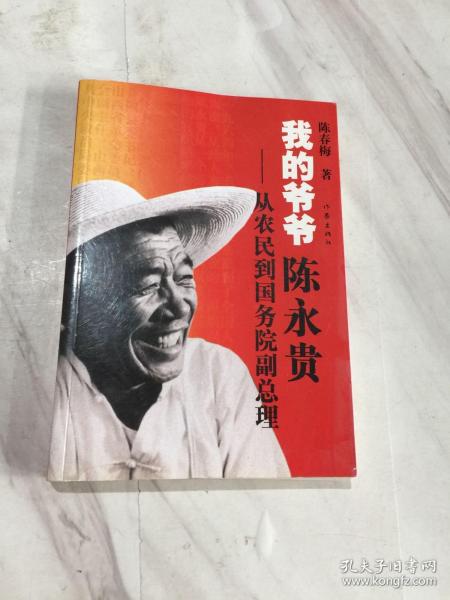 陈春梅 著
我的爷爷
陈永贵
——从农民到国务院副总理
作家出版社
孔夫子旧书网
www.kongfz.com